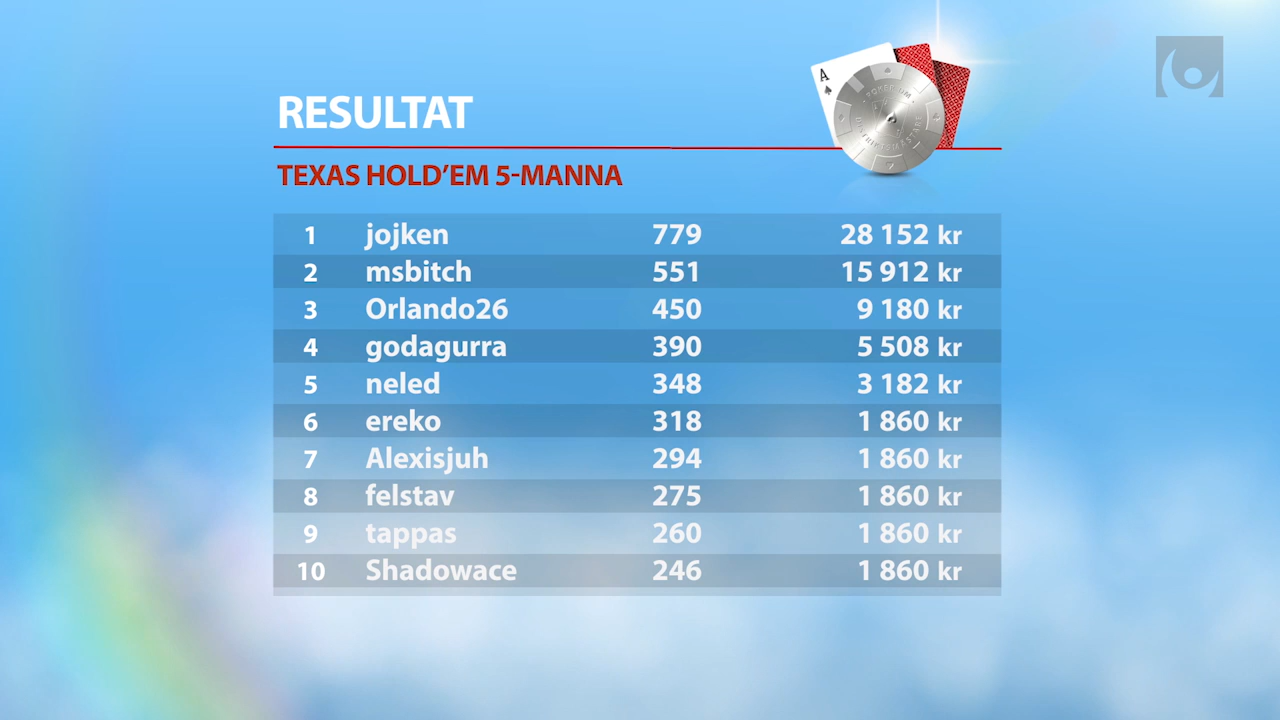 RESULTAT
TEXAS HOLD’EM 5-MANNA
1 jojken 779 28 152 kr
2 msbitch 551 15 912 kr
3 Orlando26 450 9 180 kr
4 godagurra 390 5 508 kr
5 neled 348 3 182 kr
6 ereko 318 1 860 kr
7 Alexisjuh 294 1 860 kr
8 felstav 275 1 860 kr
9 tappas 260 1 860 kr
10 Shadowace 246 1 860 kr
A